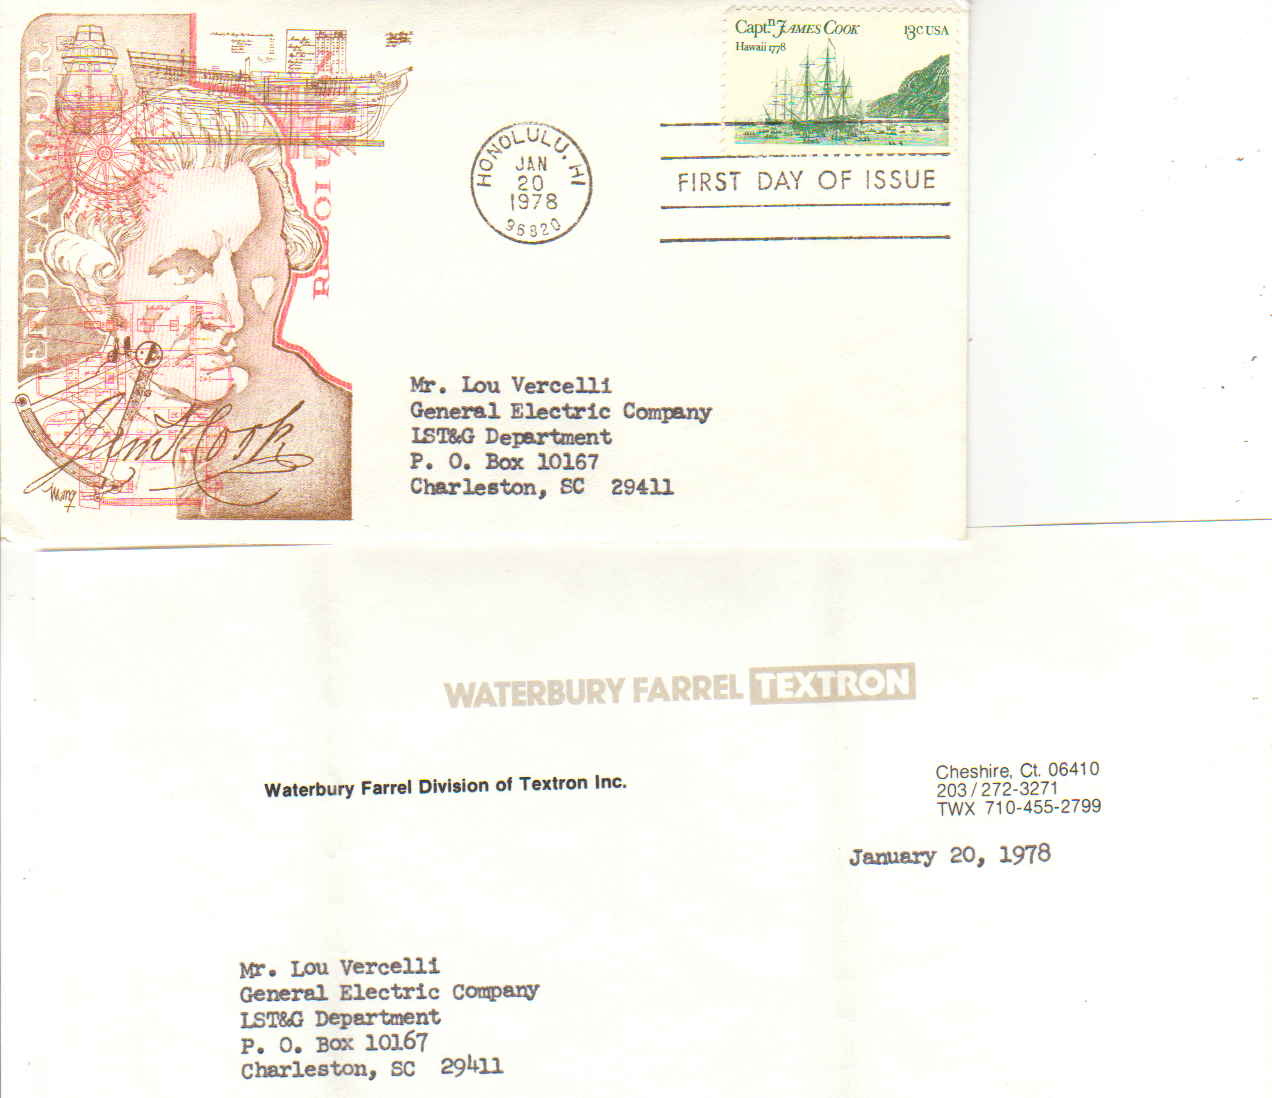 ENDEAVOUR
Capt.n JAMES COOK 13c USA
Hawaii 1778
HONOLULU, HI
JAN
20
1978
96820
FIRST DAY OF ISSUE
Mr. Lou Vercelli
General Electric Company
LST&G Department
P. O. Box 10167
Charleston, SC 29411
Jam.s Cook
WATERBURY FARREL TEXTRON
Waterbury Farrel Division of Textron Inc.
Cheshire, Ct. 06410
203 / 272-3271
TWX 710-455-2799
January 20, 1978
Mr. Lou Vercelli
General Electric Company
LST&G Department
P. O. Box 10167
Charleston, SC 29411